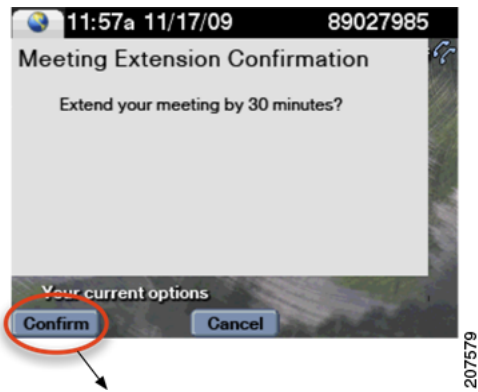 11:57a 11/17/09 89027985
Meeting Extension Confirmation
Extend your meeting by 30 minutes?
Your current options
Confirm Cancel
207579